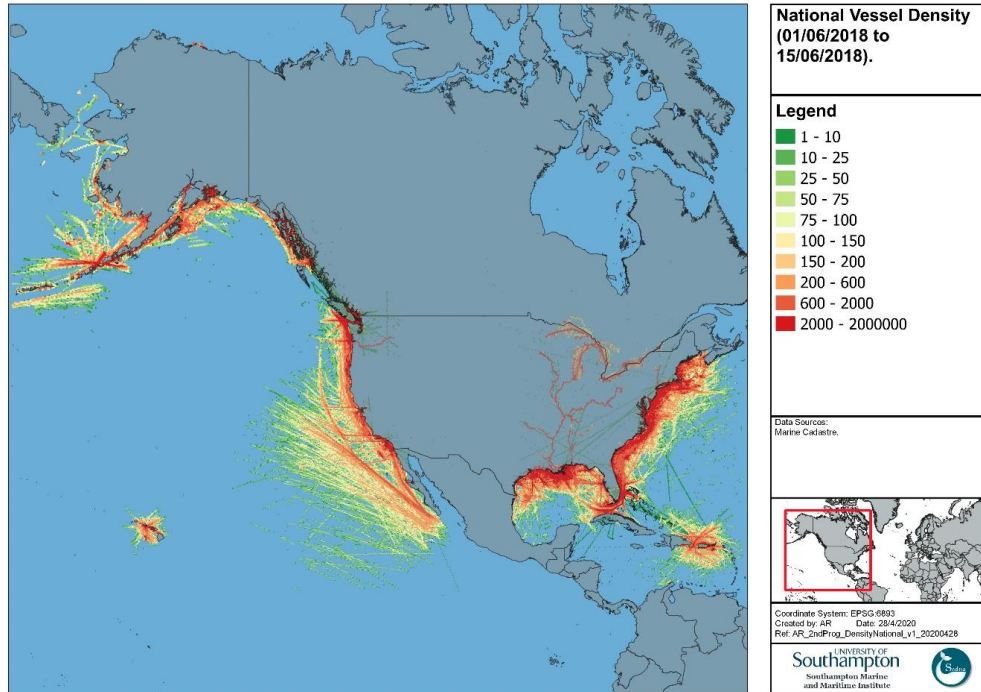 National Vessel Density
(01/06/2018 to
15/06/2018).
Legend
1 - 10
10 - 25
25 - 50
50 - 75
75 - 100
100 - 150
150 - 200
200 - 600
600 - 2000
2000 - 2000000
Data Sources:
Marine Cadastre.
Coordinate System: EPSG:6893
Created by: AR Date: 28/4/2020
Ref: AR_2ndProg_DensityNational_v1_20200428
UNIVERSITY OF
Southampton
Southampton Marine
and Maritime Institute